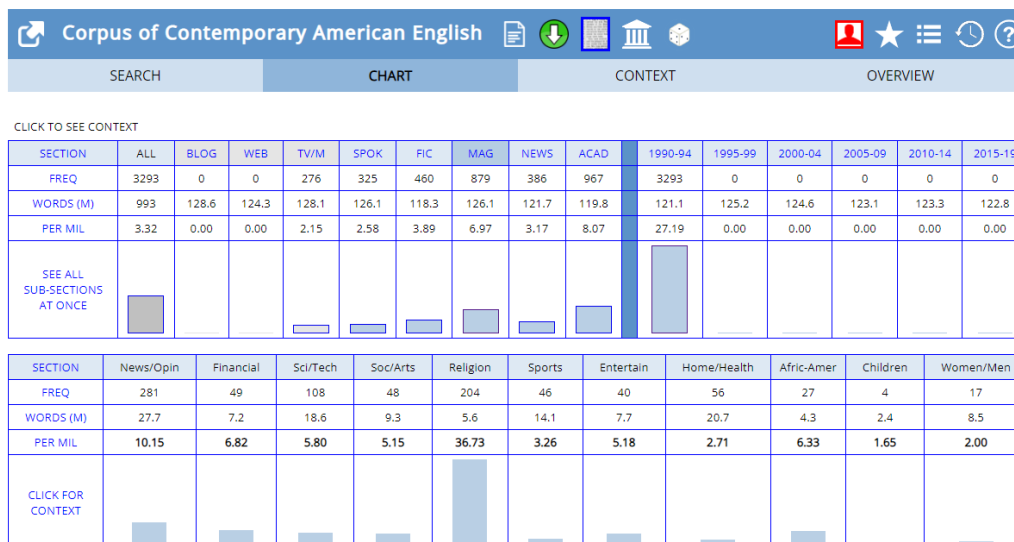 Corpus of Contemporary American English
SEARCH CHART CONTEXT OVERVIEW
CLICK TO SEE CONTEXT
SECTION ALL BLOG WEB TV/M SPOK FIC MAG NEWS ACAD 1990-94 1995-99 2000-04 2005-09 2010-14 2015-19
FREQ 3293 0 0 276 325 460 879 386 967 3293 0 0 0 0 0
WORDS (M) 993 128.6 124.3 128.1 126.1 118.3 126.1 121.7 119.8 121.1 125.2 124.6 123.1 123.3 122.8
PER MIL 3.32 0.00 0.00 2.15 2.58 3.89 6.97 3.17 8.07 27.19 0.00 0.00 0.00 0.00 0.00
SEE ALL
SUB-SECTIONS
AT ONCE
SECTION News/Opin Financial Sci/Tech Soc/Arts Religion Sports Entertain Home/Health Afric-Amer Children Women/Men
FREQ 281 49 108 48 204 46 40 56 27 4 17
WORDS (M) 27.7 7.2 18.6 9.3 5.6 14.1 7.7 20.7 4.3 2.4 8.5
PER MIL 10.15 6.82 5.80 5.15 36.73 3.26 5.18 2.71 6.33 1.65 2.00
CLICK FOR
CONTEXT